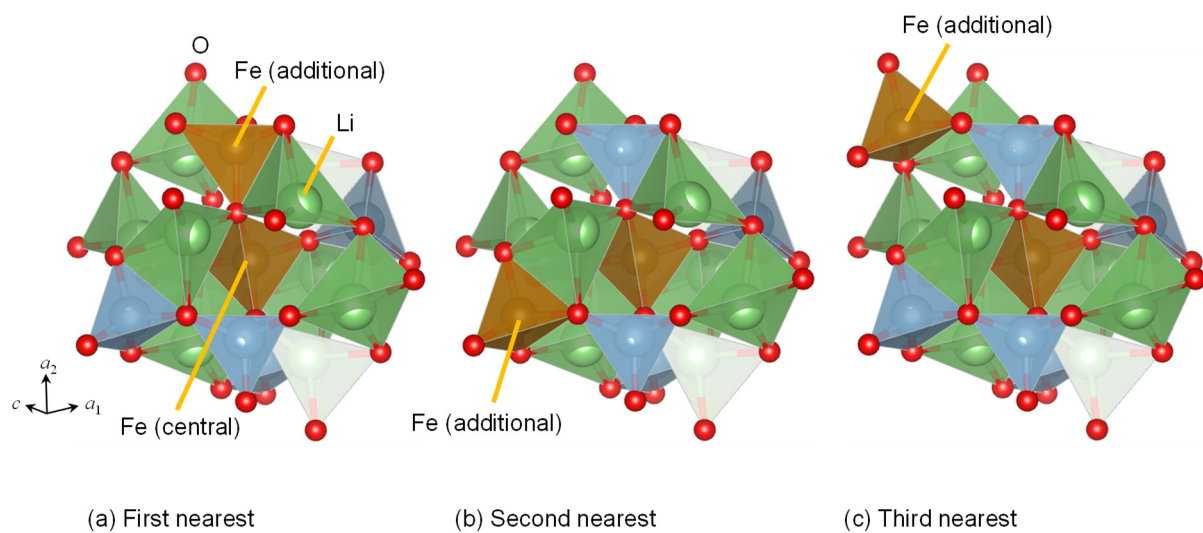 Fe (additional)
O
Fe (additional)
Li
a2
c
a1
Fe (central)
Fe (additional)
(a) First nearest
(b) Second nearest
(c) Third nearest